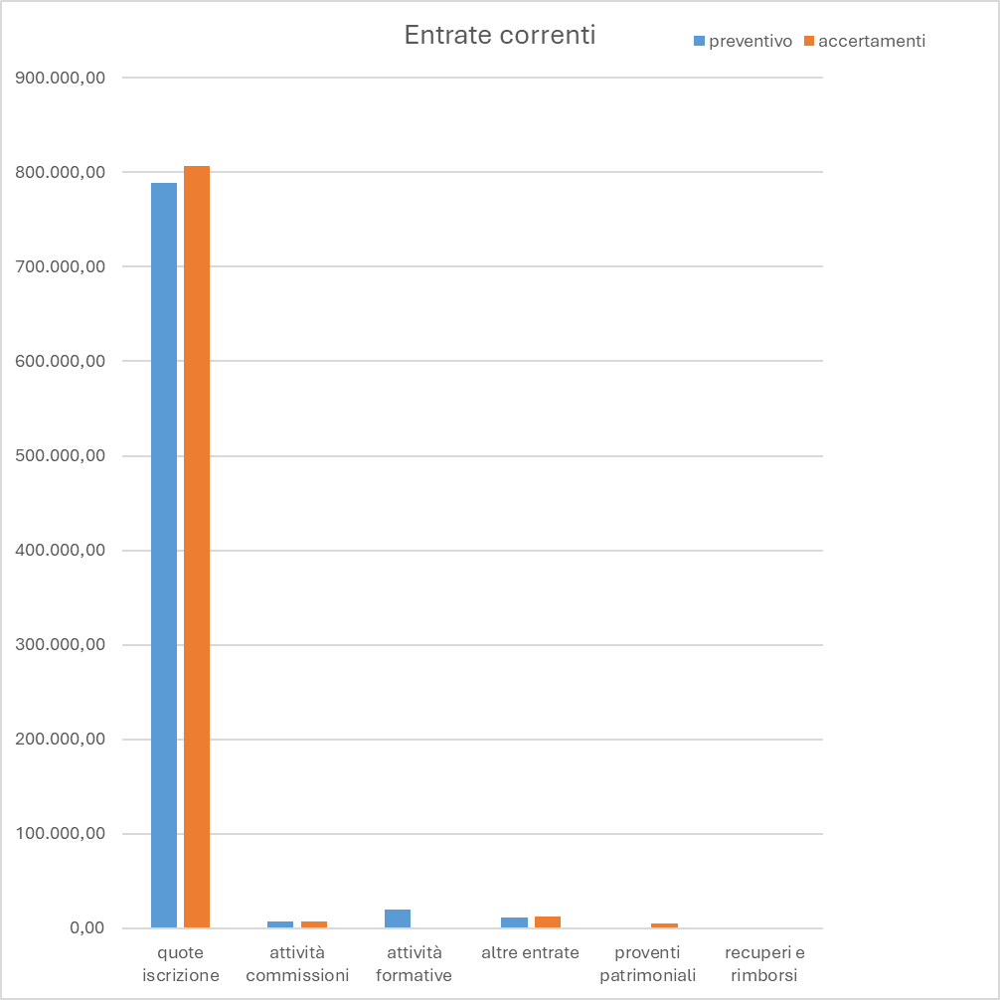 Entrate correnti
preventivo accertamenti
900.000,00
800.000,00
700.000,00
600.000,00
500.000,00
400.000,00
300.000,00
200.000,00
100.000,00
0,00
quote
iscrizione
attività
commissioni
attività
formative
altre entrate
proventi
patrimoniali
recuperi e
rimborsi